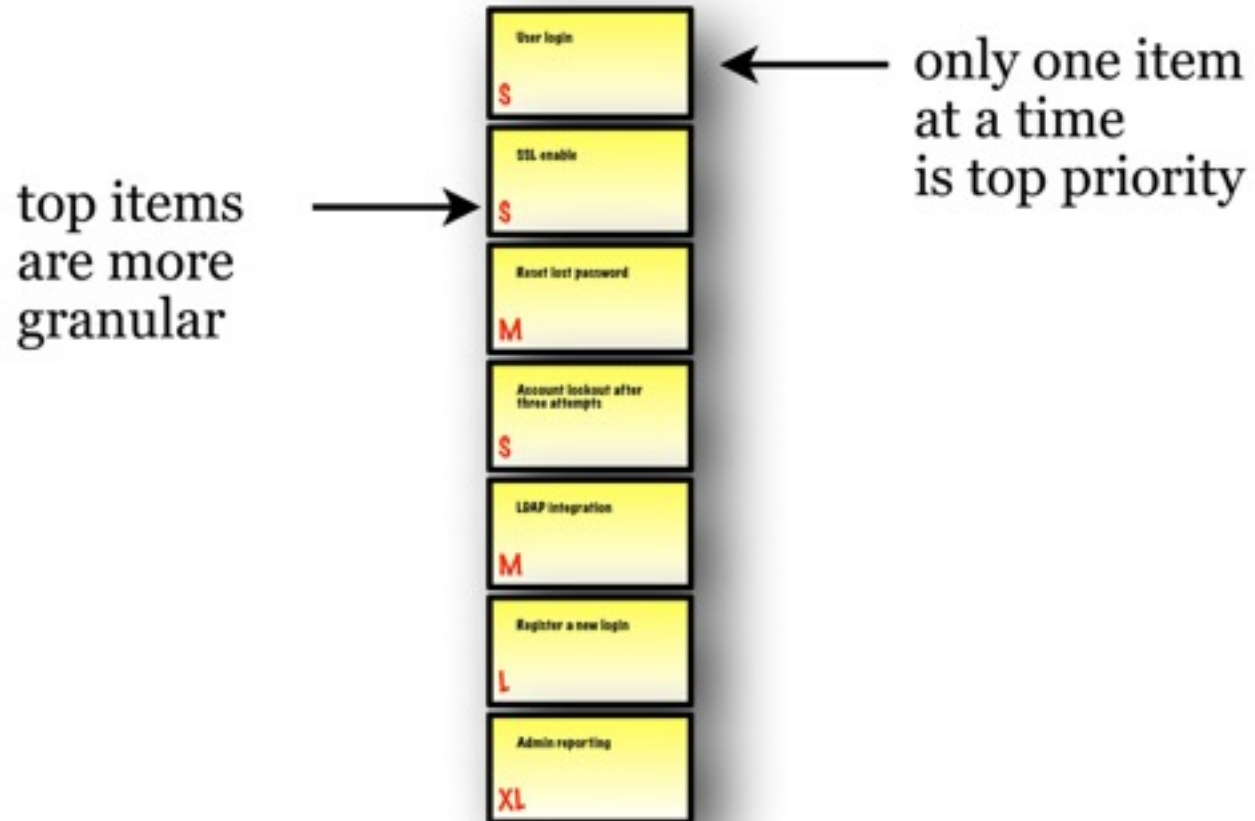 User login
S
only one item
at a time
is top priority
SSL enable
S
top items
are more
granular
Reset lost password
M
Account lockout after
three attempts
S
LDAP integration
M
Register a new login
L
Admin reporting
XL